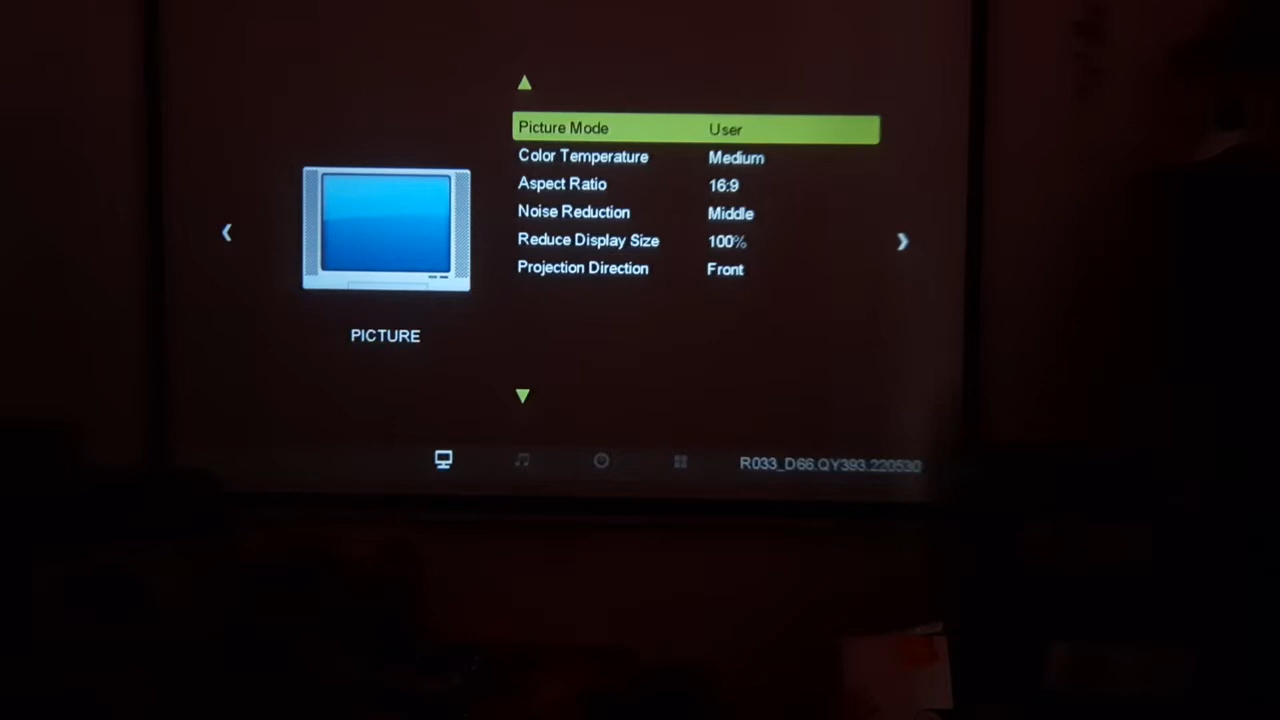 Picture Mode User
Color Temperature Medium
Aspect Ratio 16:9
Noise Reduction Middle
Reduce Display Size 100%
Projection Direction Front
PICTURE
R033_D66.QY393.220530